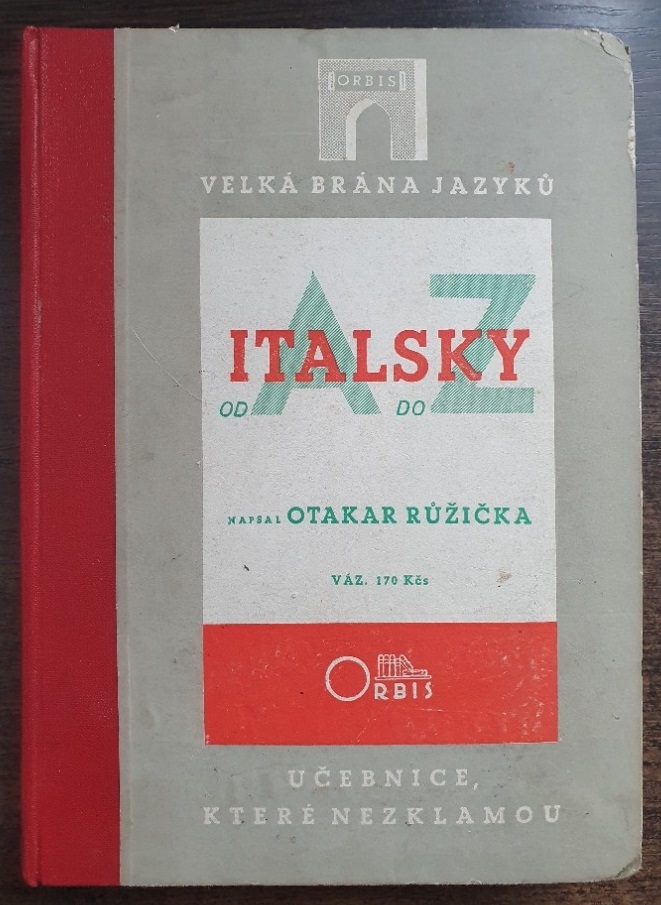 ORBIS
VELKÁ BRÁNA JAZYKŮ
A Z
ITALSKY
OD DO
NAPSAL OTAKAR RŮŽIČKA
VÁZ. 170 Kčs
ORBIS
UČEBNICE,
KTERÉ NEZKLAMOU